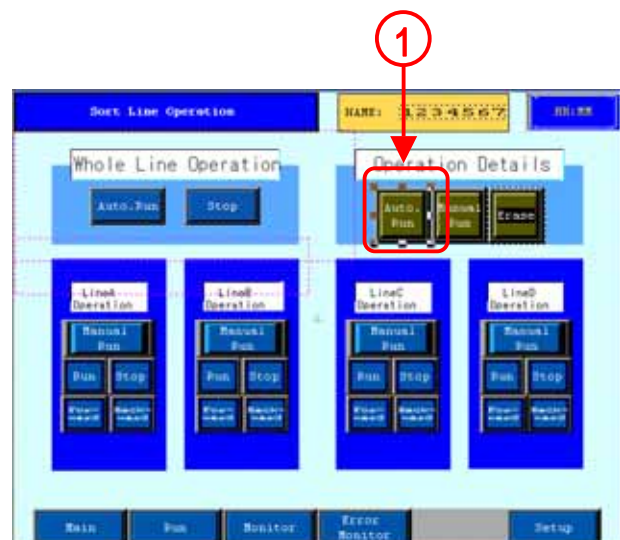 1
Sort Line Operation
NAME: 1234567
HH:MM
Whole Line Operation
Operation Details
Auto.Run
Stop
Auto.
Run
Manual
Run
Erase
LineA
Operation
LineB
Operation
LineC
Operation
LineD
Operation
Manual
Run
Manual
Run
Manual
Run
Manual
Run
Run
Stop
Run
Stop
Run
Stop
Run
Stop
Main
Run
Monitor
Error
Monitor
Setup